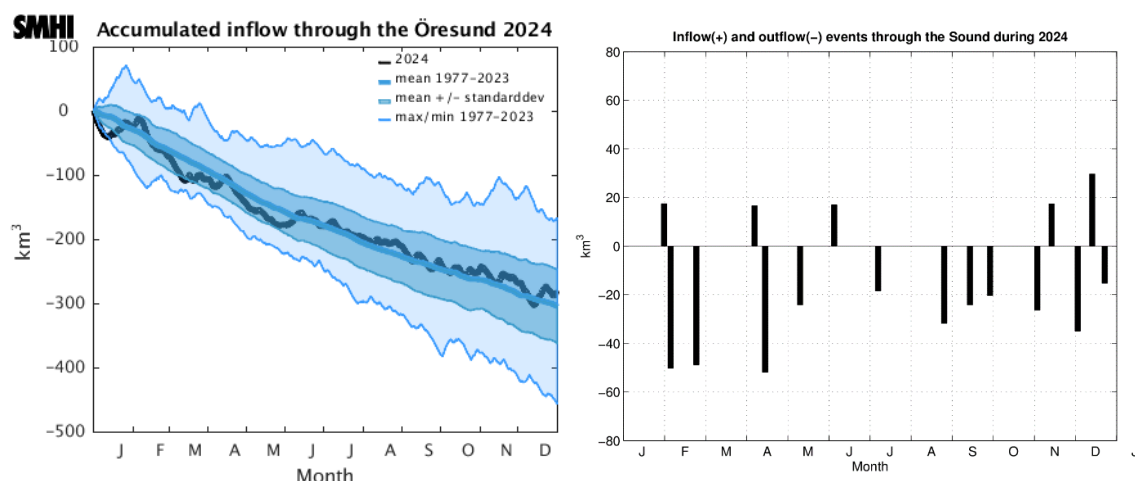 SMHI
Accumulated inflow through the Öresund 2024
100
0
−100
−200
−300
−400
−500
km³
2024
mean 1977−2023
mean +/− standarddev
max/min 1977−2023
J F M A M J J A S O N D
Month
Inflow(+) and outflow(−) events through the Sound during 2024
80
60
40
20
0
−20
−40
−60
−80
km³
J F M A M J J A S O N D J
Month